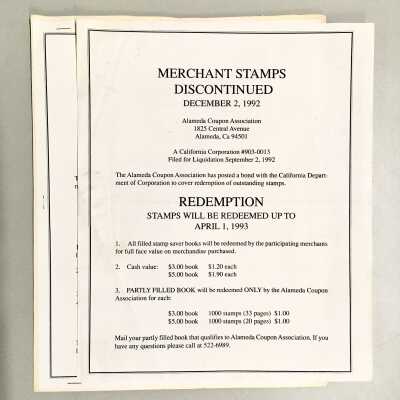 MERCHANT STAMPS
DISCONTINUED
DECEMBER 2, 1992
Alameda Coupon Association
1825 Central Avenue
Alameda, Ca 94501
A California Corporation #903-0013
Filed for Liquidation September 2, 1992
The Alameda Coupon Association has posted a bond with the California Depart-
ment of Corporation to cover redemption of outstanding stamps.
REDEMPTION
STAMPS WILL BE REDEEMED UP TO
APRIL 1, 1993
1. All filled stamp saver books will be redeemed by the participating merchants
for full face value on merchandise purchased.
2. Cash value: $3.00 book $1.20 each
$5.00 book $1.90 each
3. PARTLY FILLED BOOK will be redeemed ONLY by the Alameda Coupon
Association for each:
$3.00 book 1000 stamps (33 pages) $1.00
$5.00 book 1000 stamps (20 pages) $1.00
Mail your partly filled book that qualifies to Alameda Coupon Association. If you
have any questions please call at 522-6989.